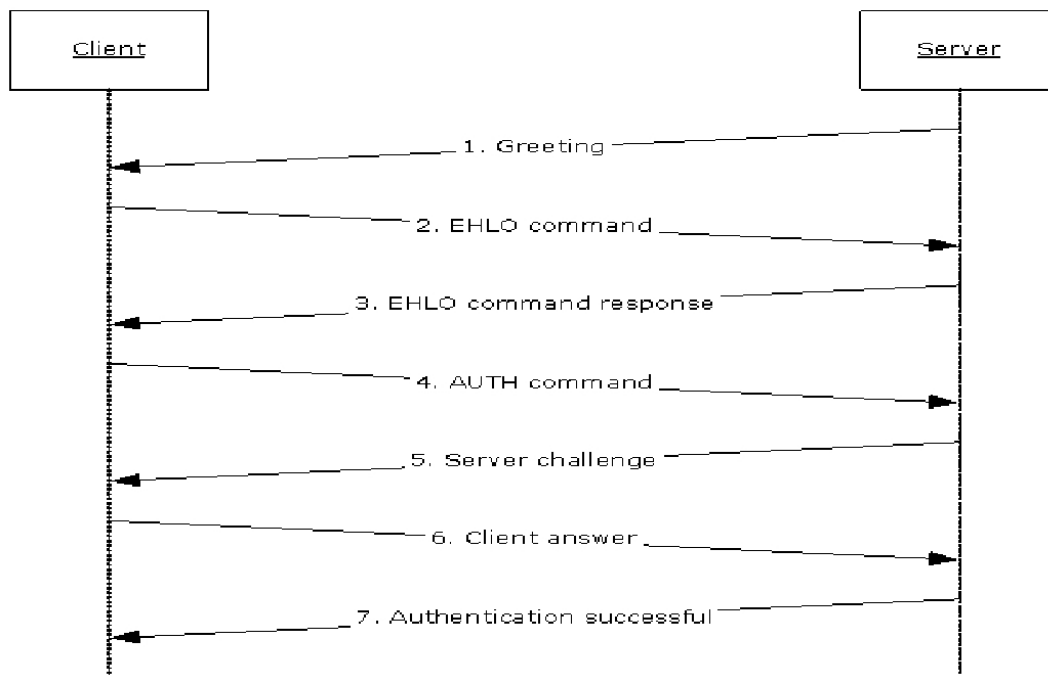 Client
Server
1. Greeting
2. EHLO command
3. EHLO command response
4. AUTH command
5. Server challenge
6. Client answer
7. Authentication successful